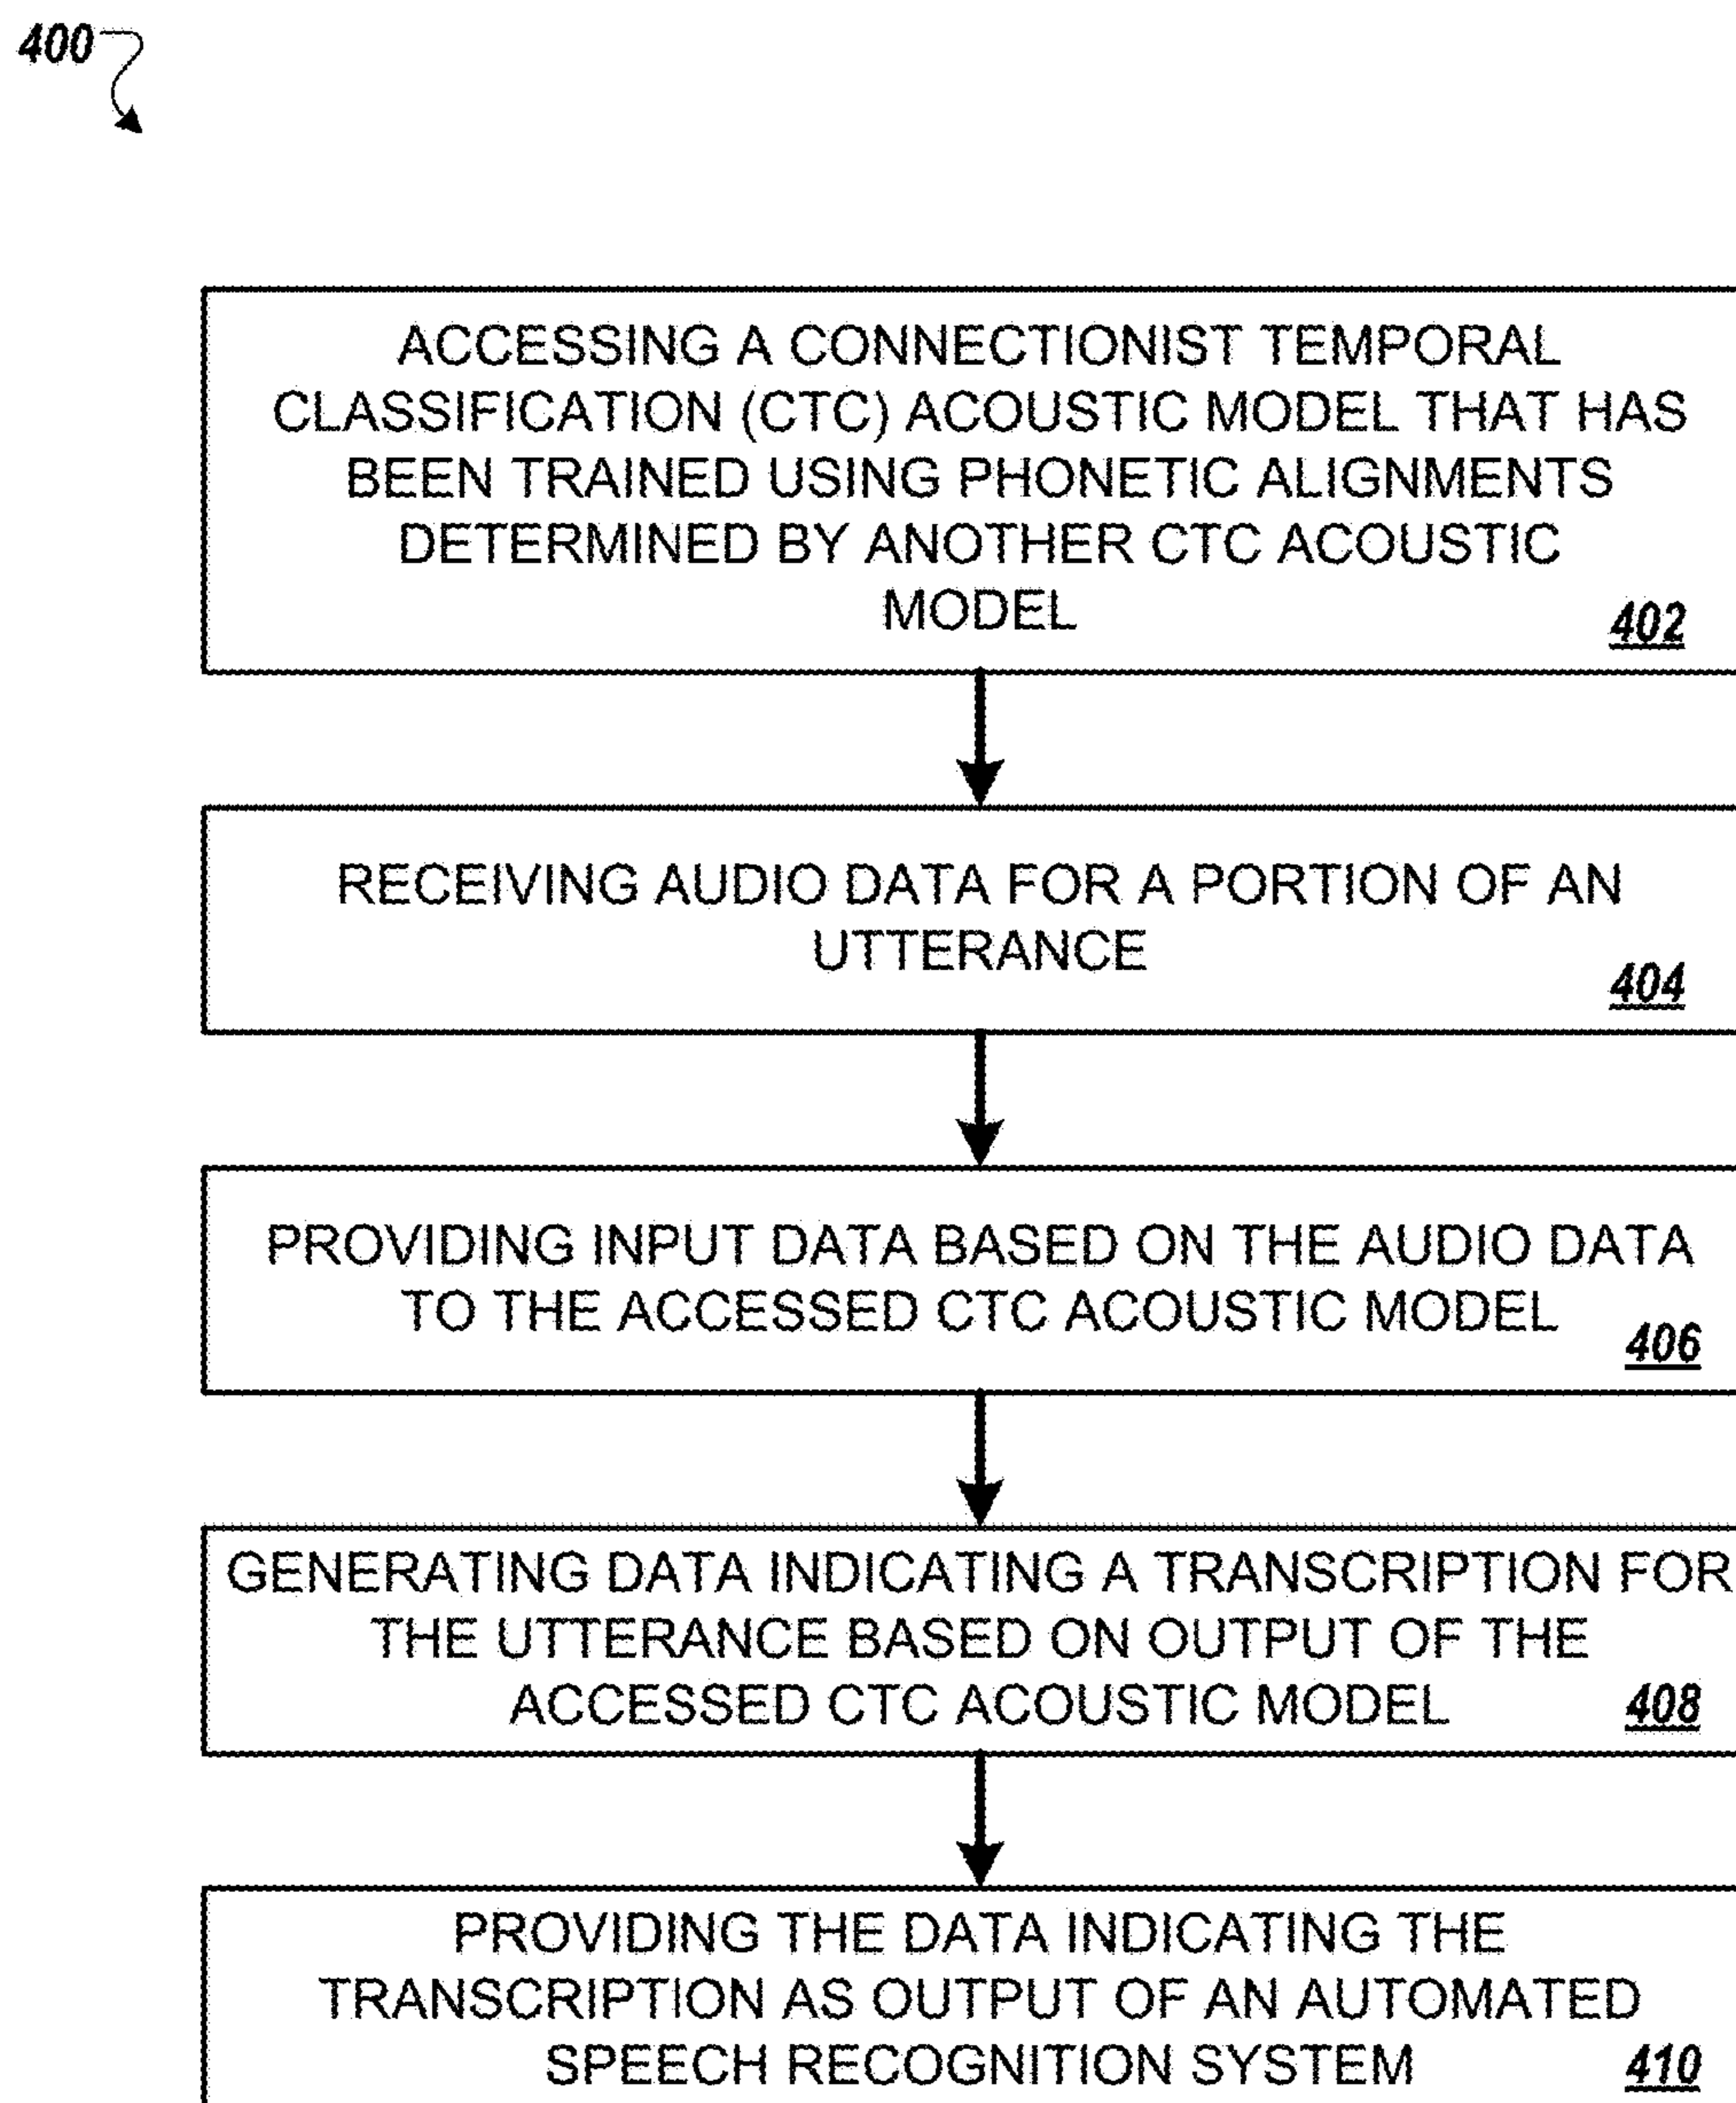 400
ACCESSING A CONNECTIONIST TEMPORAL
CLASSIFICATION (CTC) ACOUSTIC MODEL THAT HAS
BEEN TRAINED USING PHONETIC ALIGNMENTS
DETERMINED BY ANOTHER CTC ACOUSTIC
MODEL
402
RECEIVING AUDIO DATA FOR A PORTION OF AN
UTTERANCE
404
PROVIDING INPUT DATA BASED ON THE AUDIO DATA
TO THE ACCESSED CTC ACOUSTIC MODEL
406
GENERATING DATA INDICATING A TRANSCRIPTION FOR
THE UTTERANCE BASED ON OUTPUT OF THE
ACCESSED CTC ACOUSTIC MODEL
408
PROVIDING THE DATA INDICATING THE
TRANSCRIPTION AS OUTPUT OF AN AUTOMATED
SPEECH RECOGNITION SYSTEM
410